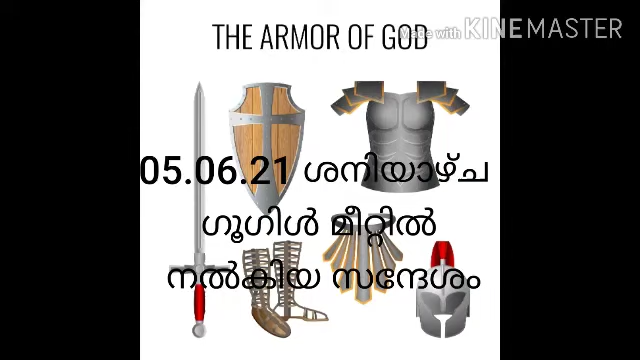 THE ARMOR OF GOD
Made with KINEMASTER
05.06.21 ശനിയാഴ്ച
ഗൂഗിൾ മീറ്റിൽ
നൽകിയ സന്ദേശം